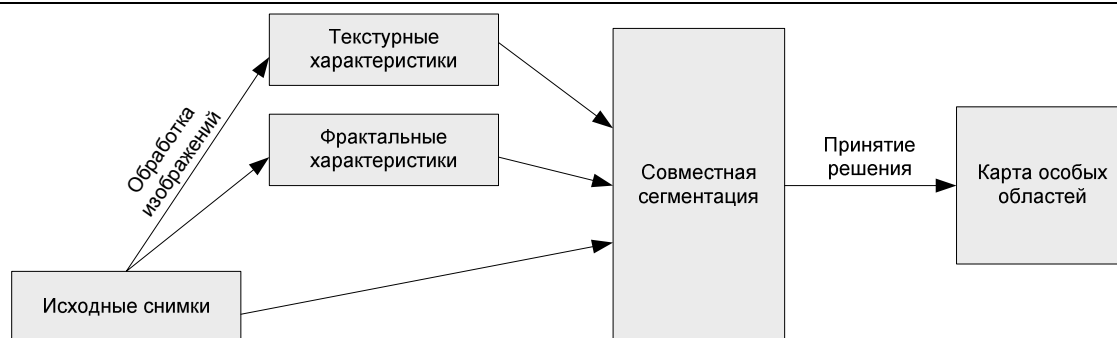 Текстурные
характеристики
Обработка
изображений
Фрактальные
характеристики
Исходные снимки
Совместная
сегментация
Принятие
решения
Карта особых
областей